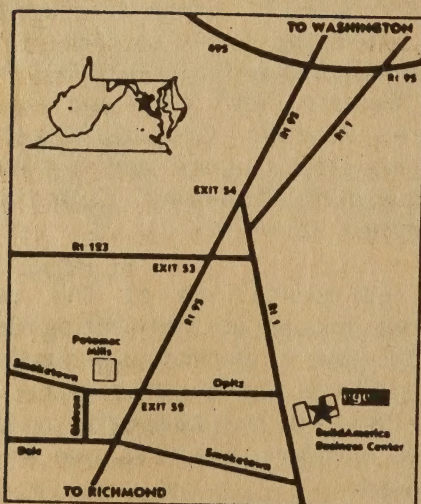 TO WASHINGTON
495
Rt 95
Rt 95
Rt 1
EXIT 54
Rt 123
EXIT 53
Rt 95
Rt 1
Potomac
Mills
Smoketown
Opitz
Gideon
EXIT 52
ege
BuildAmerica
Business Center
Dale
Smoketown
TO RICHMOND